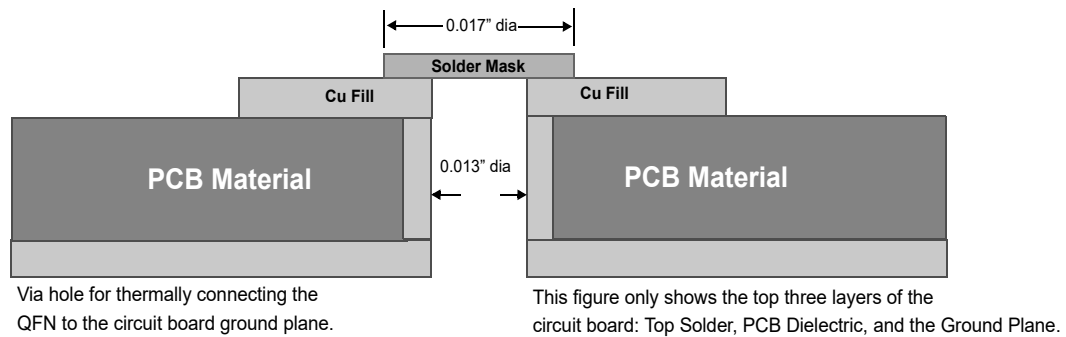 0.017” dia
Solder Mask
Cu Fill
Cu Fill
0.013” dia
PCB Material
PCB Material
Via hole for thermally connecting the
QFN to the circuit board ground plane.
This figure only shows the top three layers of the
circuit board: Top Solder, PCB Dielectric, and the Ground Plane.